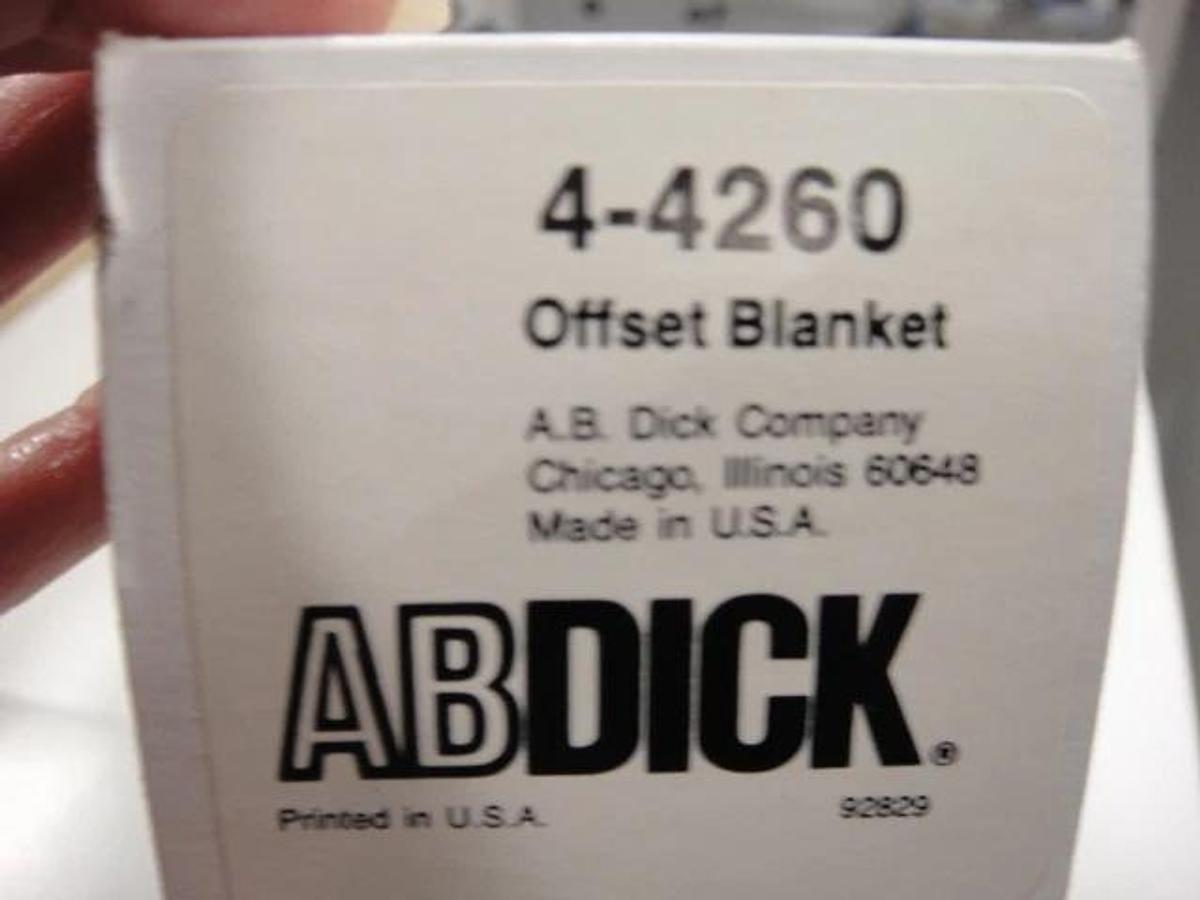 4-4260
Offset Blanket
A.B. Dick Company
Chicago, Illinois 60648
Made in U.S.A.
ABDICK®
Printed in U.S.A.
92829